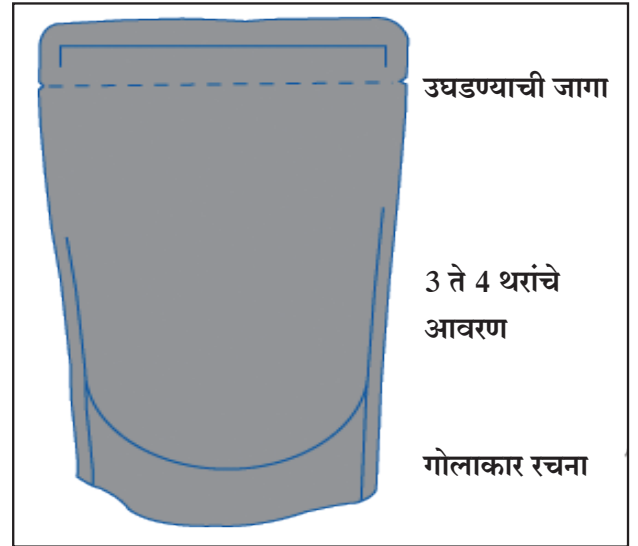 उघडण्याची जागा
3 ते 4 थरांचे
आवरण
गोलाकार रचना